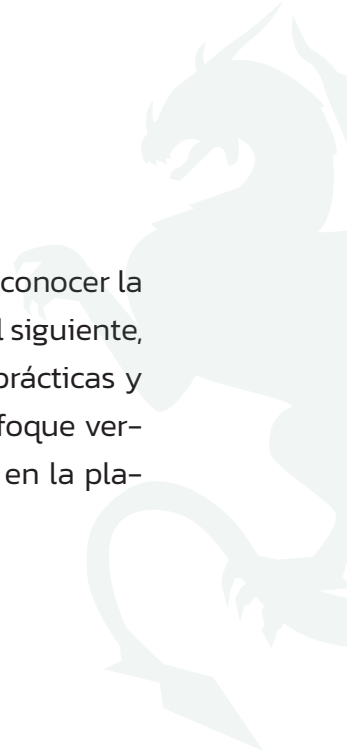 conocer la
l siguiente,
prácticas y
foque ver-
en la pla-